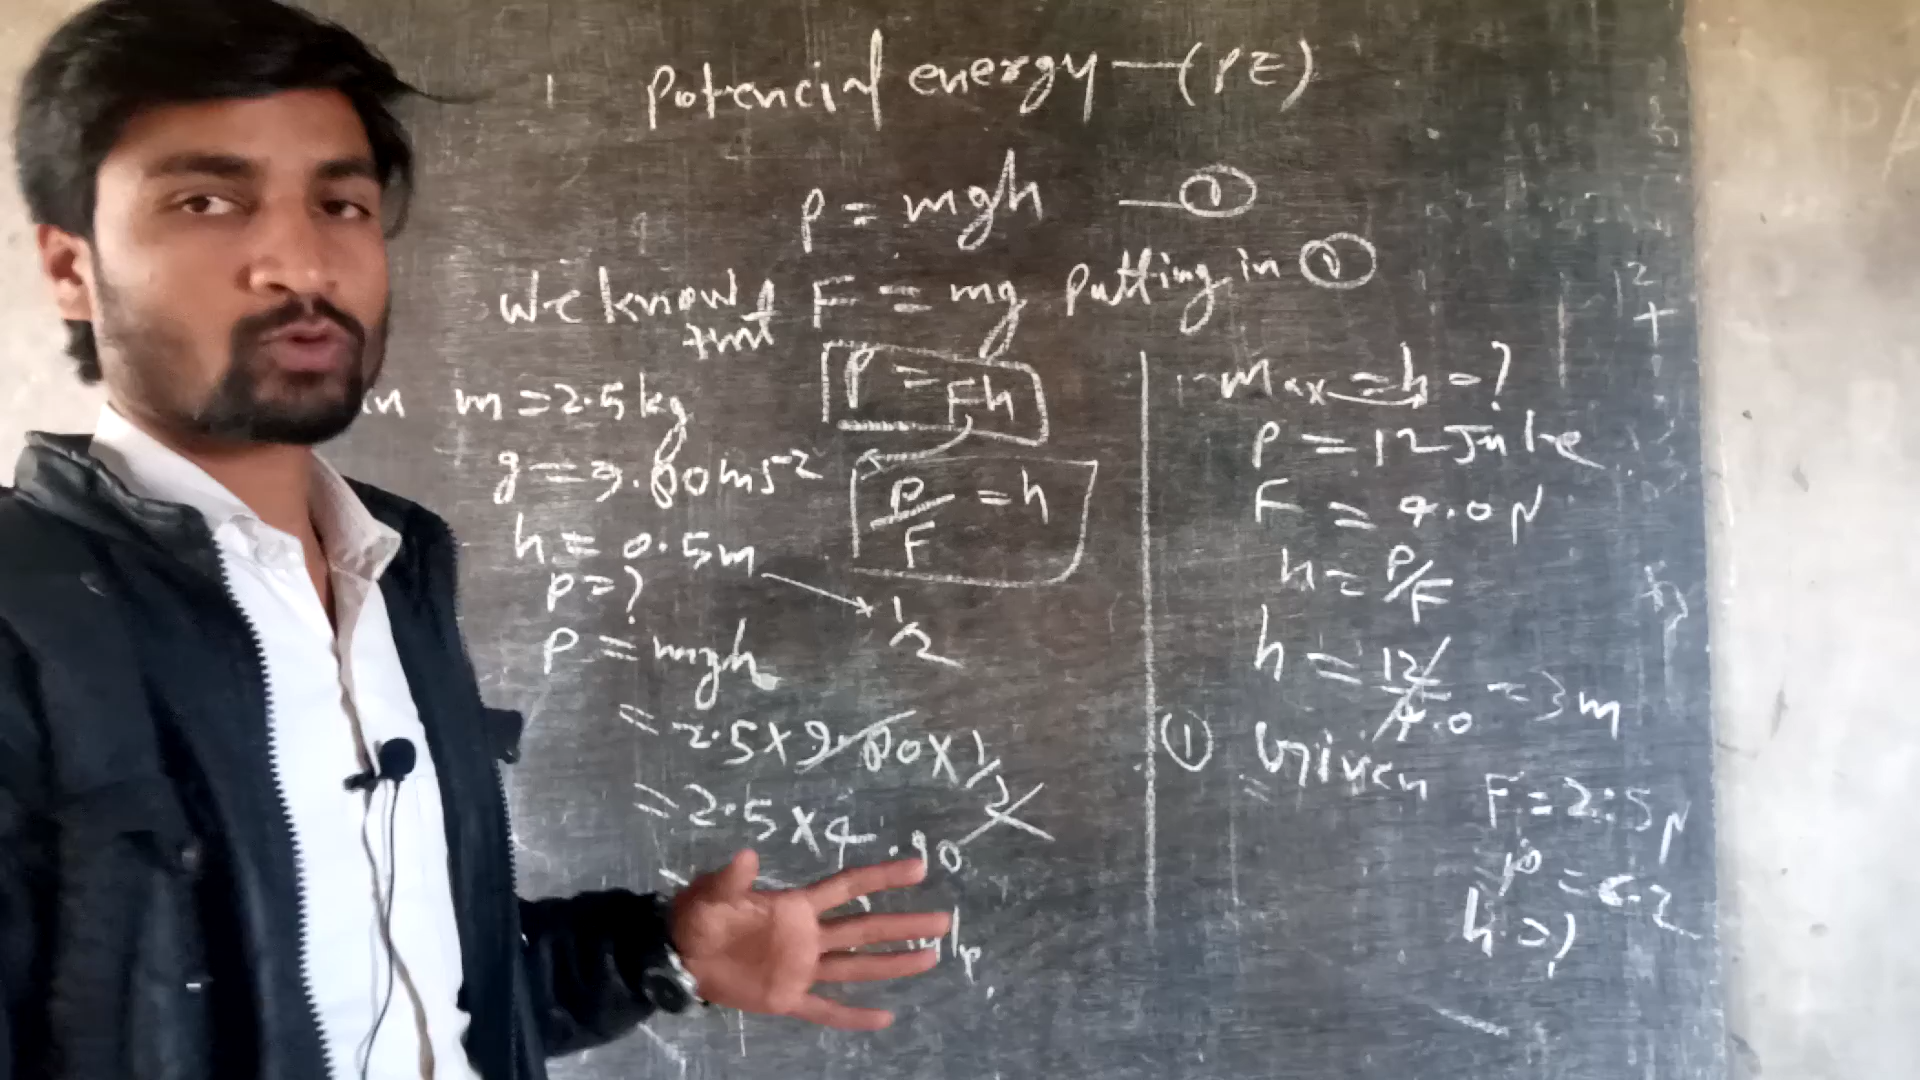 Potencial energy — (PE)
P = mgh — ①
we know that F = mg putting in ①
P = Fh
m = 2.5 kg
g = 9.80 ms-2
P/F = h
h = 0.5 m → 1/2
P = ?
P = mgh
= 2.5 × 9.80 × 1/2
= 2.5 × 4.90
max = h = ?
P = 12 Jule
F = 4.0 N
h = P/F
h = 12/4.0 = 3 m
① Given
F = 2.5 N
h = ?